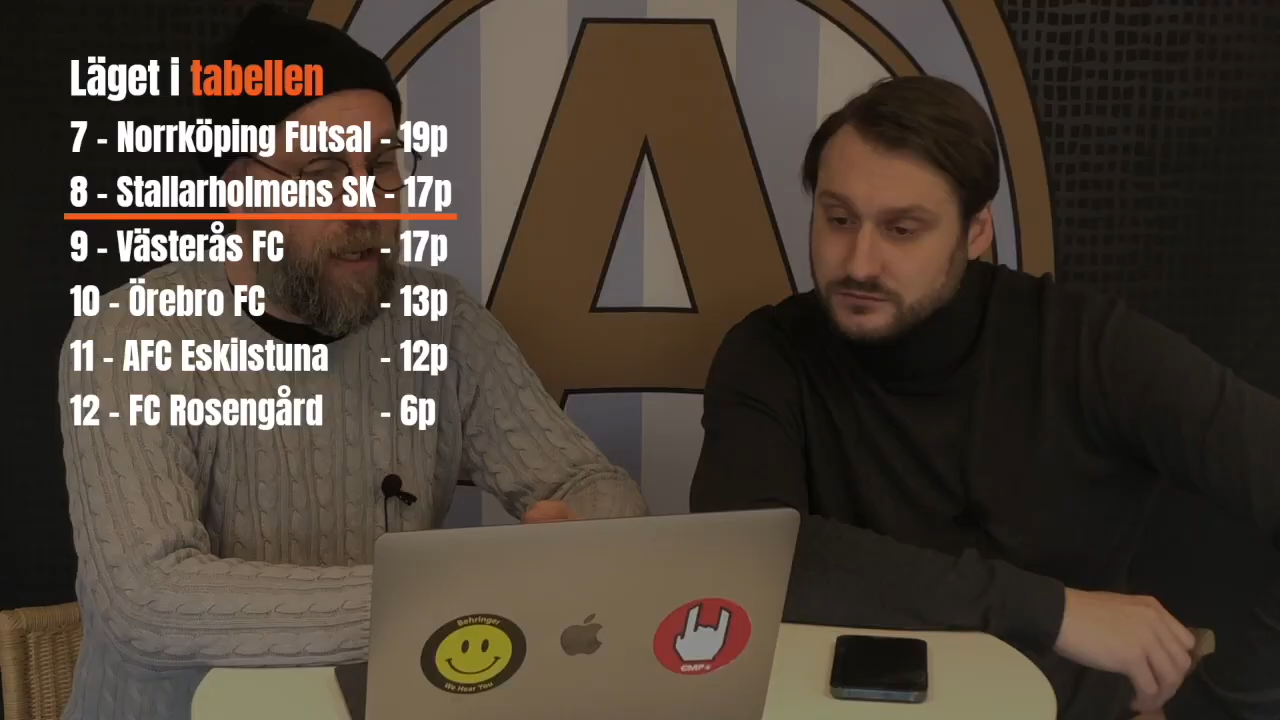 Läget i tabellen
7 - Norrköping Futsal - 19p
8 - Stallarholmens SK - 17p
9 - Västerås FC - 17p
10 - Örebro FC - 13p
11 - AFC Eskilstuna - 12p
12 - FC Rosengård - 6p
A
Behringer
We Hear You